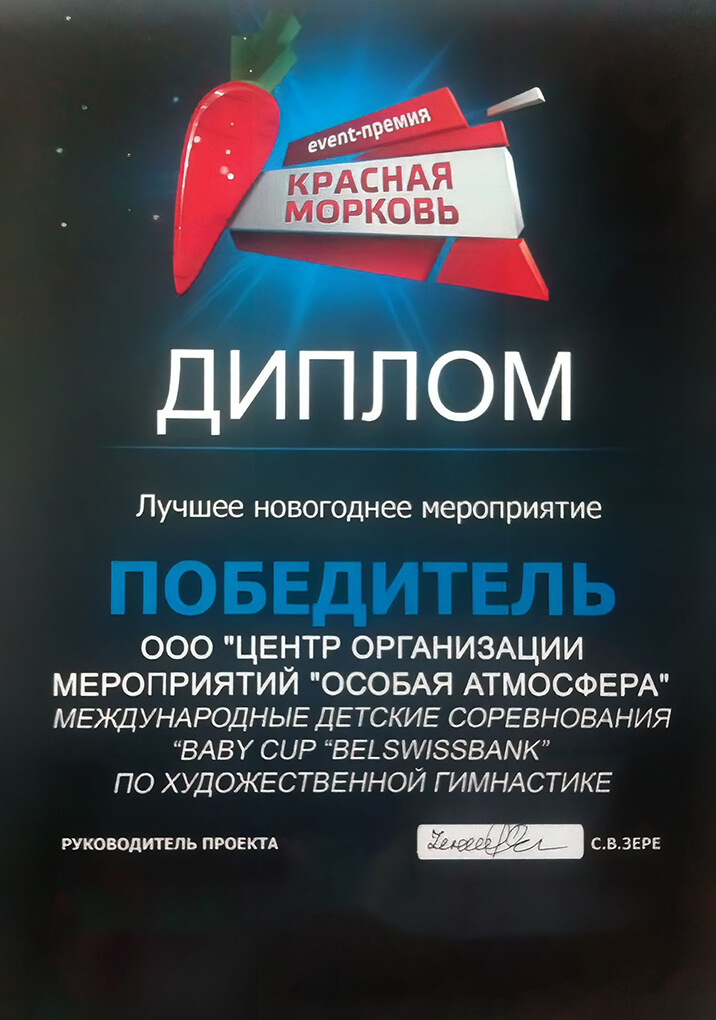 event-премия
КРАСНАЯ
МОРКОВЬ
ДИПЛОМ
Лучшее новогоднее мероприятие
ПОБЕДИТЕЛЬ
ООО "ЦЕНТР ОРГАНИЗАЦИИ
МЕРОПРИЯТИЙ "ОСОБАЯ АТМОСФЕРА"
МЕЖДУНАРОДНЫЕ ДЕТСКИЕ СОРЕВНОВАНИЯ
“BABY CUP “BELSWISSBANK”
ПО ХУДОЖЕСТВЕННОЙ ГИМНАСТИКЕ
РУКОВОДИТЕЛЬ ПРОЕКТА С.В.ЗЕРЕ